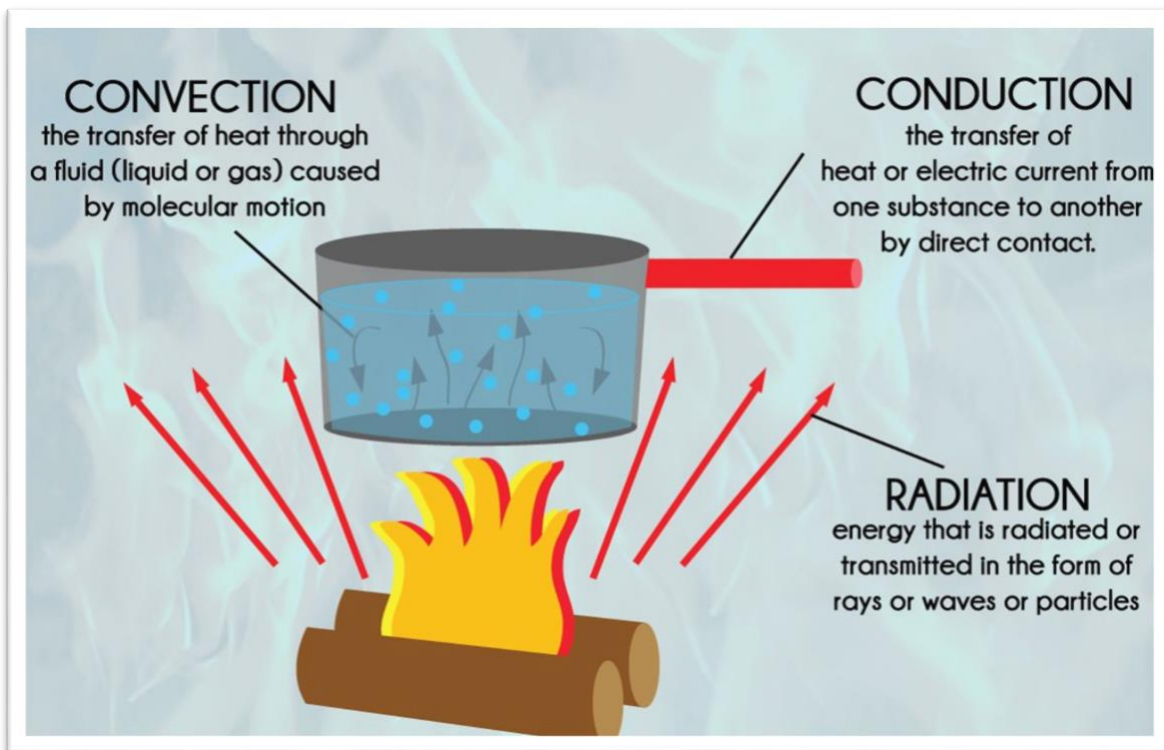 CONVECTION
the transfer of heat through
a fluid (liquid or gas) caused
by molecular motion
CONDUCTION
the transfer of
heat or electric current from
one substance to another
by direct contact.
RADIATION
energy that is radiated or
transmitted in the form of
rays or waves or particles